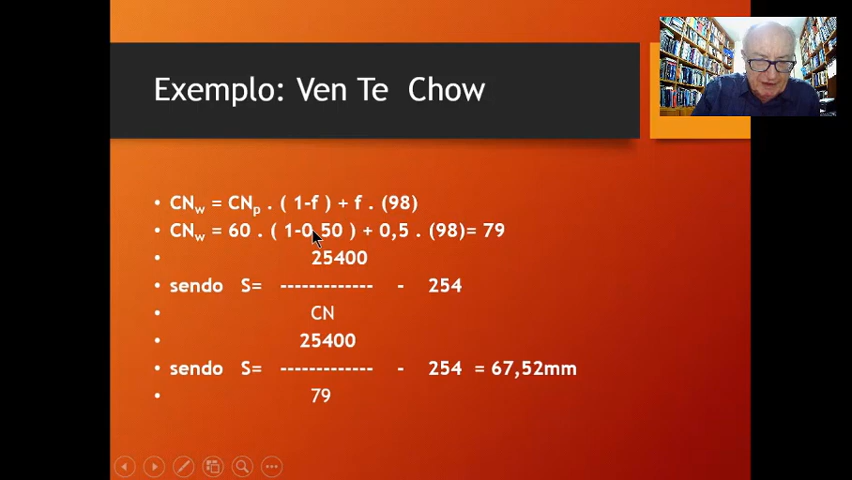 Exemplo: Ven Te Chow
• CNw = CNp . ( 1-f ) + f . (98)
• CNw = 60 . ( 1-0,50 ) + 0,5 . (98)= 79
• 25400
• sendo S= ------------- - 254
• CN
• 25400
• sendo S= ------------- - 254 = 67,52mm
• 79